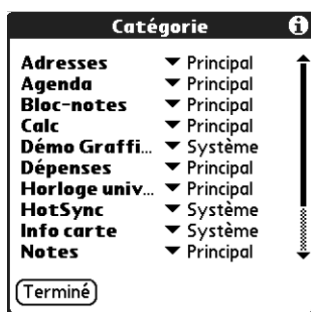 Catégorie
Adresses Principal
Agenda Principal
Bloc-notes Principal
Calc Principal
Démo Graffi... Système
Dépenses Principal
Horloge univ... Principal
HotSync Système
Info carte Système
Notes Principal
Terminé